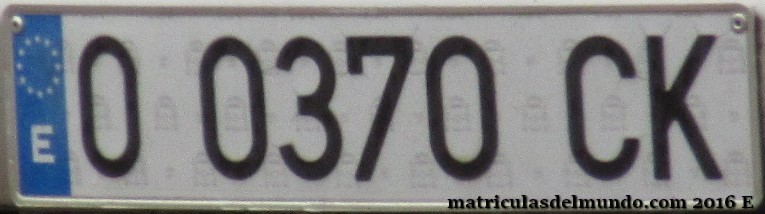 E
O 0370 CK
matriculasdelmundo.com 2016 E